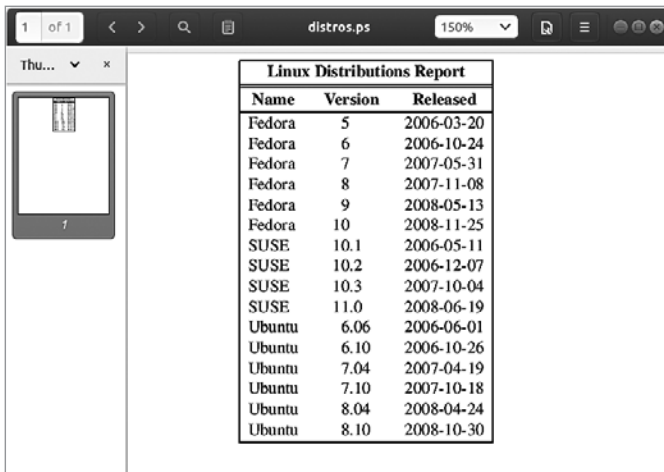 1 of 1 distros.ps 150%
Thu...
1
Linux Distributions Report
Name Version Released
Fedora 5 2006-03-20
Fedora 6 2006-10-24
Fedora 7 2007-05-31
Fedora 8 2007-11-08
Fedora 9 2008-05-13
Fedora 10 2008-11-25
SUSE 10.1 2006-05-11
SUSE 10.2 2006-12-07
SUSE 10.3 2007-10-04
SUSE 11.0 2008-06-19
Ubuntu 6.06 2006-06-01
Ubuntu 6.10 2006-10-26
Ubuntu 7.04 2007-04-19
Ubuntu 7.10 2007-10-18
Ubuntu 8.04 2008-04-24
Ubuntu 8.10 2008-10-30